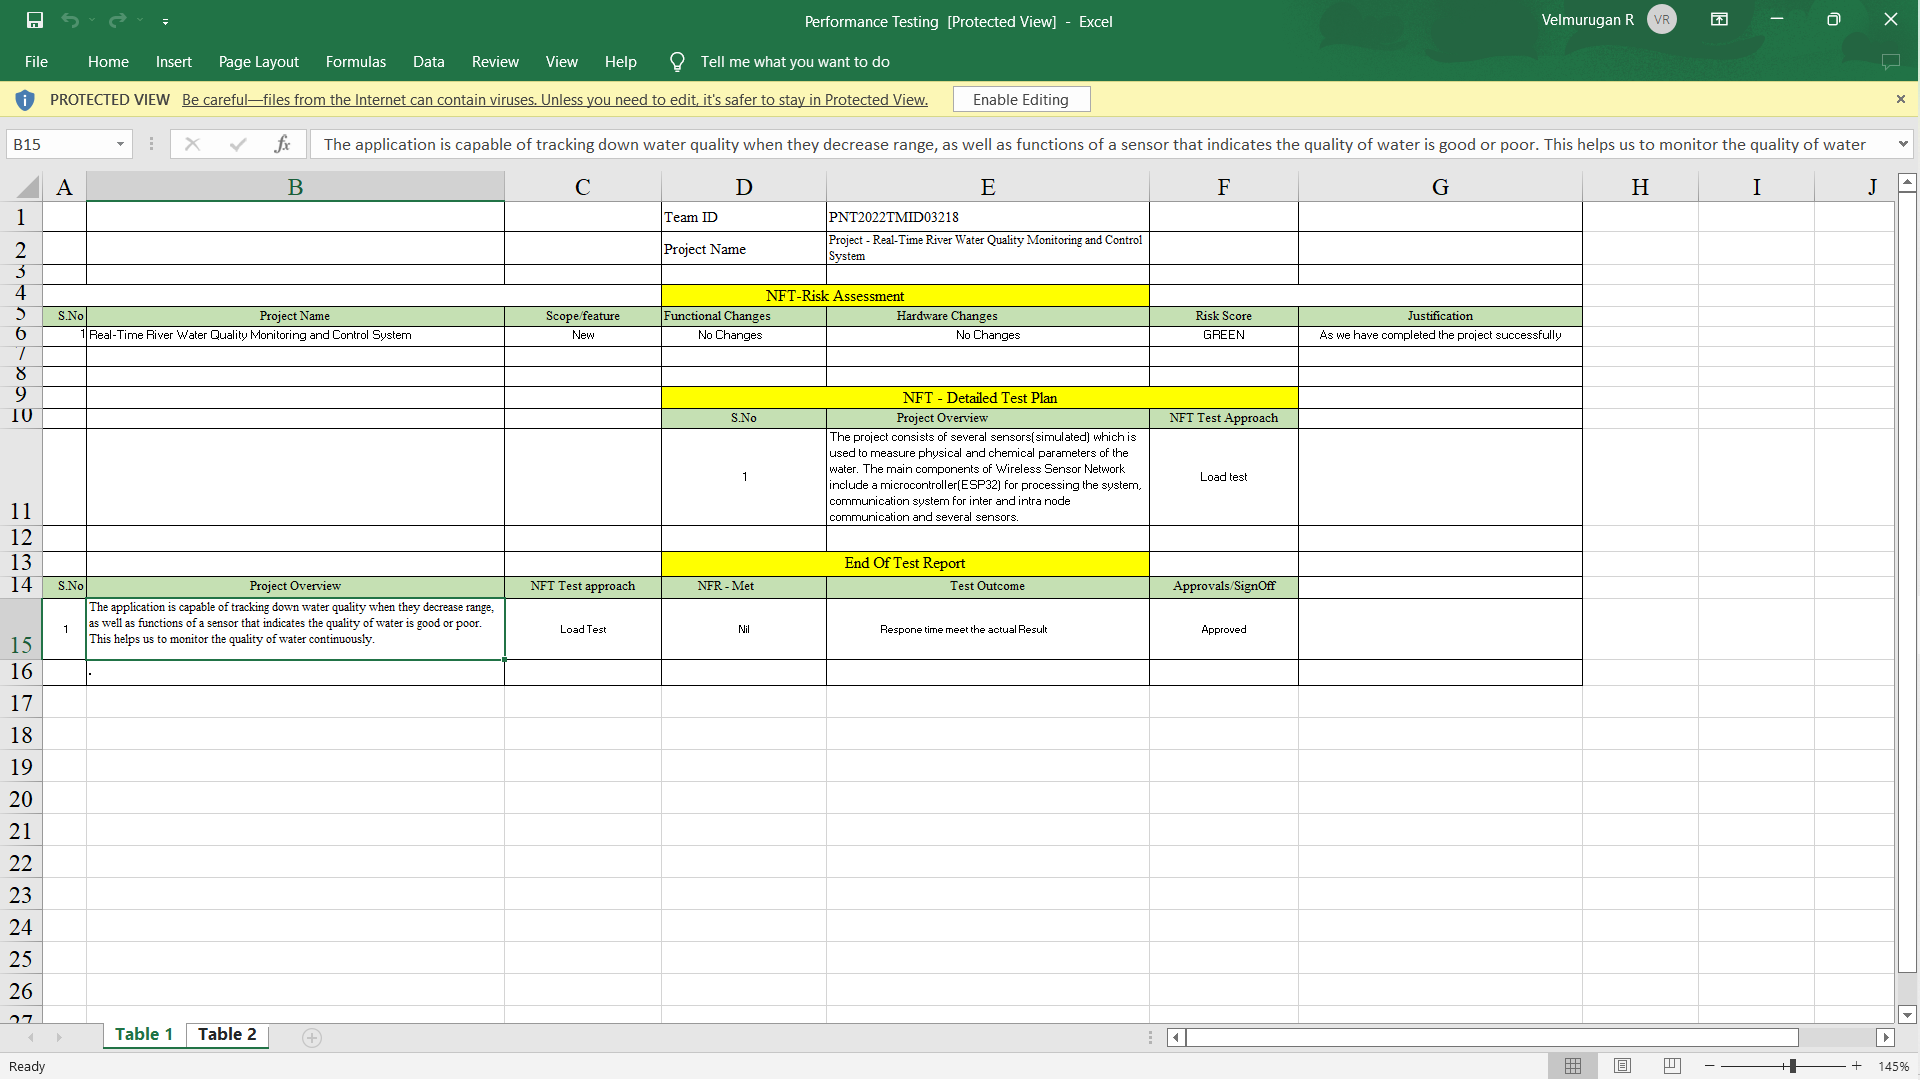 Performance Testing [Protected View] - Excel
Velmurugan R VR
File Home Insert Page Layout Formulas Data Review View Help Tell me what you want to do
PROTECTED VIEW Be careful—files from the Internet can contain viruses. Unless you need to edit, it's safer to stay in Protected View. Enable Editing
B15 fx The application is capable of tracking down water quality when they decrease range, as well as functions of a sensor that indicates the quality of water is good or poor. This helps us to monitor the quality of water
A B C D E F G H I J
1 Team ID PNT2022TMID03218
2 Project Name Project - Real-Time River Water Quality Monitoring and Control
System
3
4 NFT-Risk Assessment
5 S.No Project Name Scope/feature Functional Changes Hardware Changes Risk Score Justification
6 1 Real-Time River Water Quality Monitoring and Control System New No Changes No Changes GREEN As we have completed the project successfully
7
8
9 NFT - Detailed Test Plan
10 S.No Project Overview NFT Test Approach
The project consists of several sensors(simulated) which is
used to measure physical and chemical parameters of the
water. The main components of Wireless Sensor Network
1 include a microcontroller(ESP32) for processing the system, Load test
communication system for inter and intra node
11 communication and several sensors.
12
13 End Of Test Report
14 S.No Project Overview NFT Test approach NFR - Met Test Outcome Approvals/SignOff
The application is capable of tracking down water quality when they decrease range,
1 as well as functions of a sensor that indicates the quality of water is good or poor. Load Test Nil Respone time meet the actual Result Approved
15 This helps us to monitor the quality of water continuously.
16 .
17
18
19
20
21
22
23
24
25
26
27
Table 1 Table 2
Ready 145%